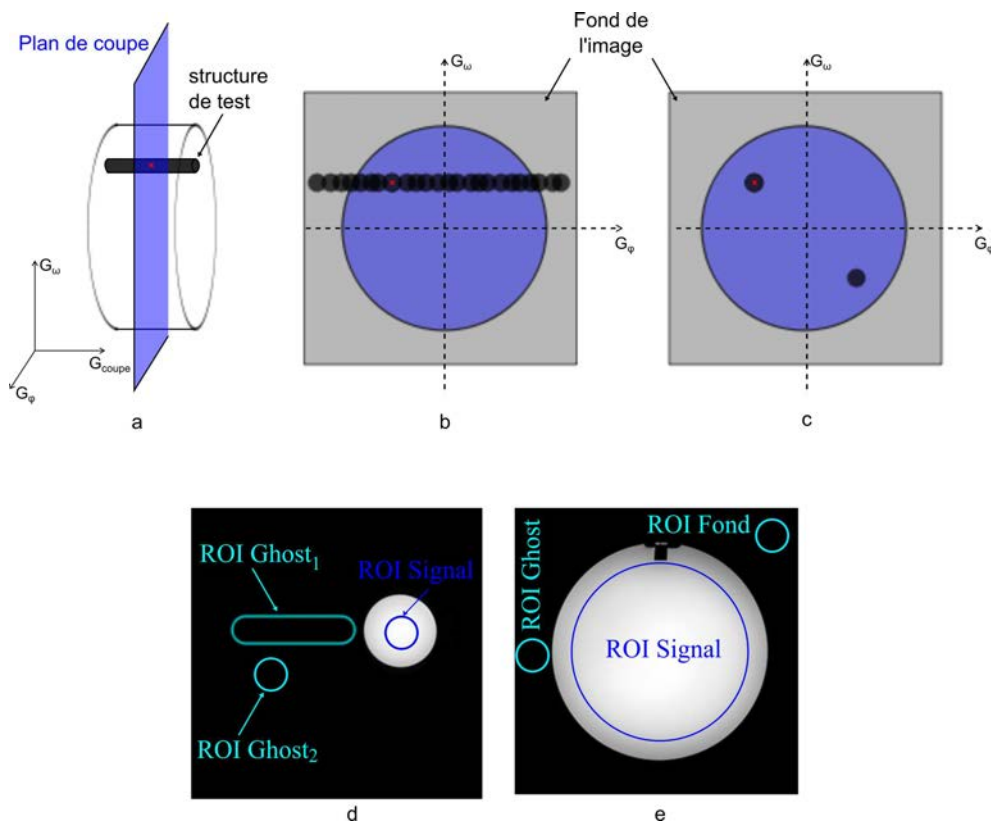 Plan de coupe
structure
de test
Gω
Gcoupe
Gφ
a
Fond de
l'image
Gω
Gφ
b
Gω
Gφ
c
ROI Ghost1
ROI Signal
ROI Ghost2
d
ROI Ghost
ROI Fond
ROI Signal
e